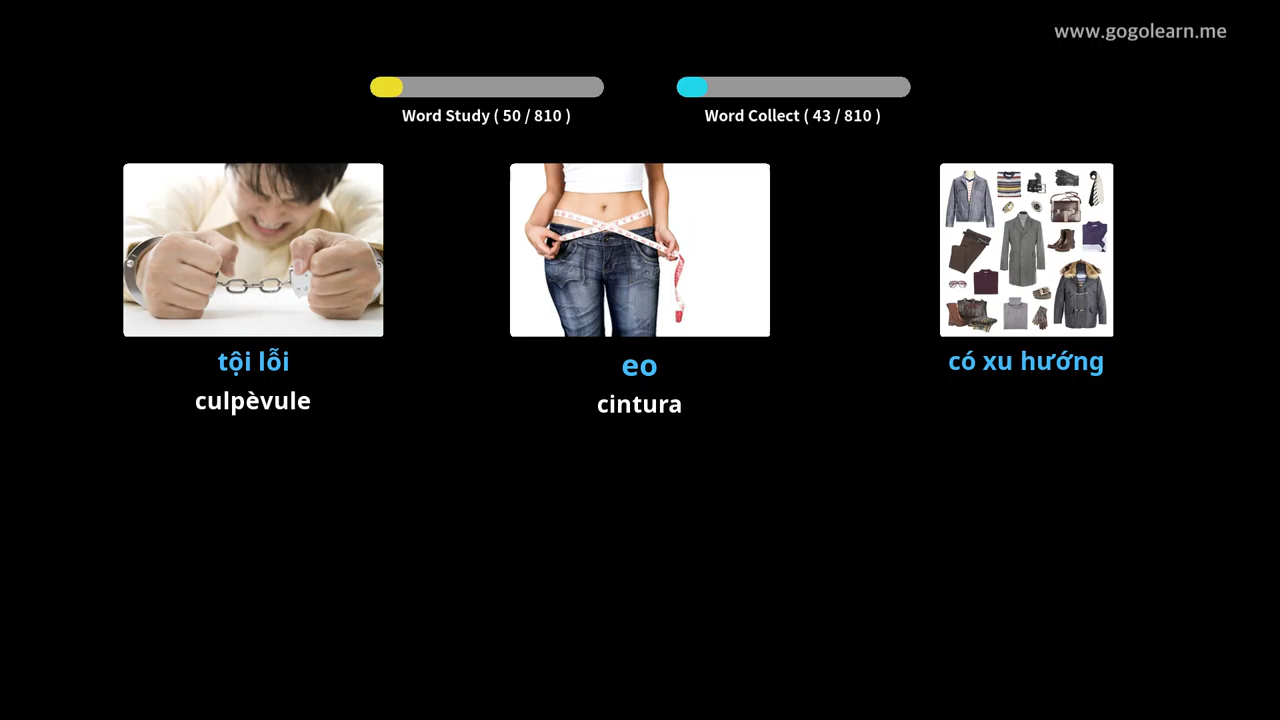 www.gogolearn.me
Word Study ( 50 / 810 )
Word Collect ( 43 / 810 )
tội lỗi
culpèvule
eo
cintura
có xu hướng